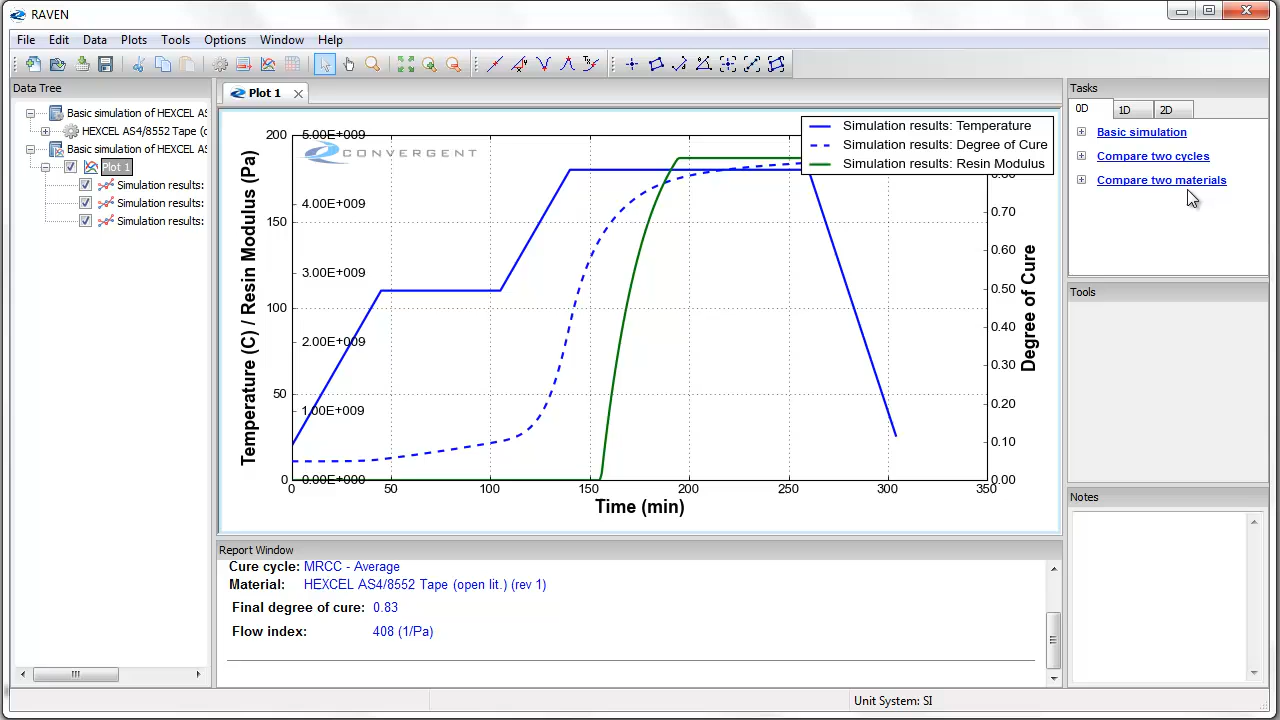 RAVEN
File Edit Data Plots Tools Options Window Help
Data Tree
Basic simulation of HEXCEL AS
HEXCEL AS4/8552 Tape (c
Basic simulation of HEXCEL AS
Plot 1
Simulation results:
Simulation results:
Simulation results:
Plot 1
200
150
100
50
0
5.00E+009
4.00E+009
3.00E+009
2.00E+009
1.00E+009
0.00E+009
CONVERGENT
Temperature (C) / Resin Modulus (Pa)
Simulation results: Temperature
Simulation results: Degree of Cure
Simulation results: Resin Modulus
0.70
0.60
0.50
0.40
0.30
0.20
0.10
0.00
Degree of Cure
0 50 100 150 200 250 300 350
Time (min)
Report Window
Cure cycle: MRCC - Average
Material: HEXCEL AS4/8552 Tape (open lit.) (rev 1)
Final degree of cure: 0.83
Flow index: 408 (1/Pa)
Tasks
0D 1D 2D
Basic simulation
Compare two cycles
Compare two materials
Tools
Notes
Unit System: SI